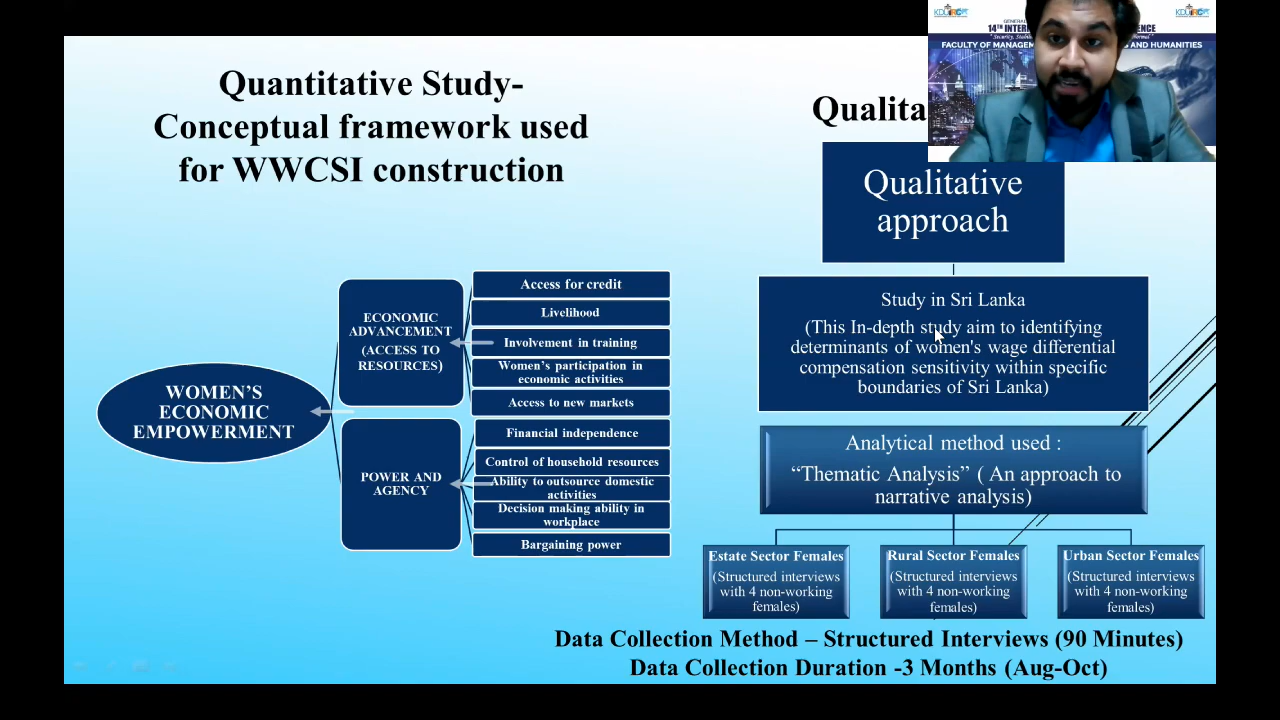 Quantitative Study-
Conceptual framework used
for WWCSI construction
WOMEN’S
ECONOMIC
EMPOWERMENT
ECONOMIC
ADVANCEMENT
(ACCESS TO
RESOURCES)
POWER AND
AGENCY
Access for credit
Livelihood
Involvement in training
Women’s participation in
economic activities
Access to new markets
Financial independence
Control of household resources
Ability to outsource domestic
activities
Decision making ability in
workplace
Bargaining power
KDU IRC
14TH
FACULTY OF
AND HUMANITIES
Qualitative
approach
Study in Sri Lanka
(This In-depth study aim to identifying
determinants of women's wage differential
compensation sensitivity within specific
boundaries of Sri Lanka)
Analytical method used :
“Thematic Analysis” ( An approach to
narrative analysis)
Estate Sector Females
(Structured interviews
with 4 non-working
females)
Rural Sector Females
(Structured interviews
with 4 non-working
females)
Urban Sector Females
(Structured interviews
with 4 non-working
females)
Data Collection Method – Structured Interviews (90 Minutes)
Data Collection Duration -3 Months (Aug-Oct)